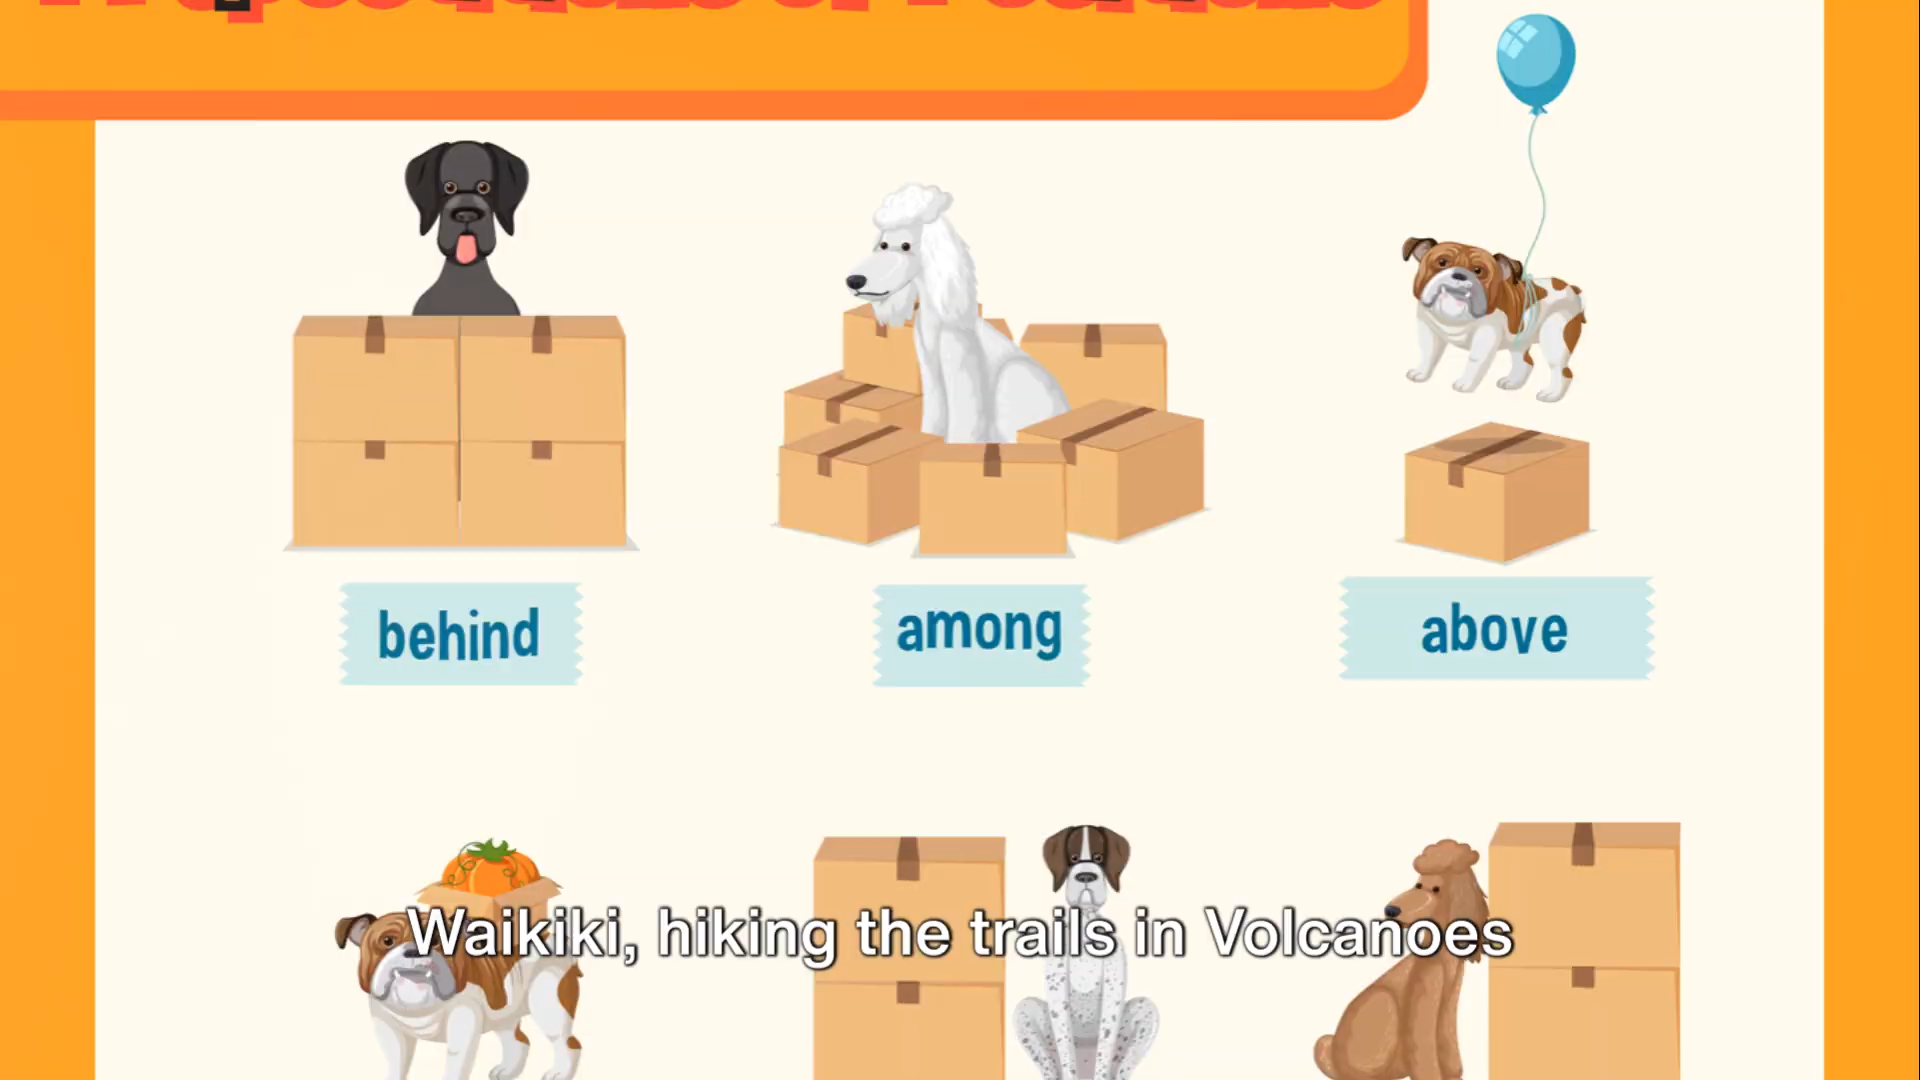 behind
among
above
Waikiki, hiking the trails in Volcanoes